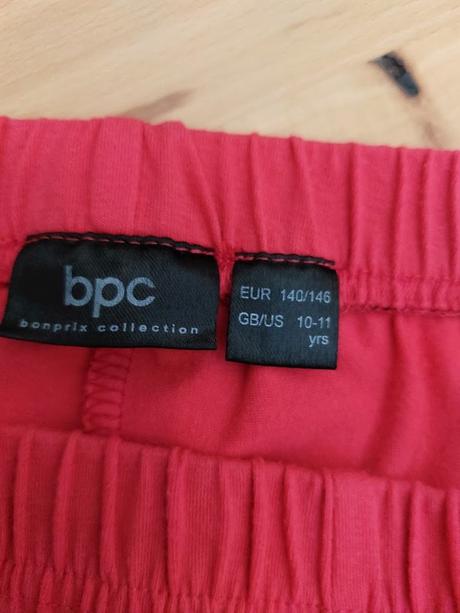 bpc
bonprix collection
EUR 140/146
GB/US 10-11
yrs